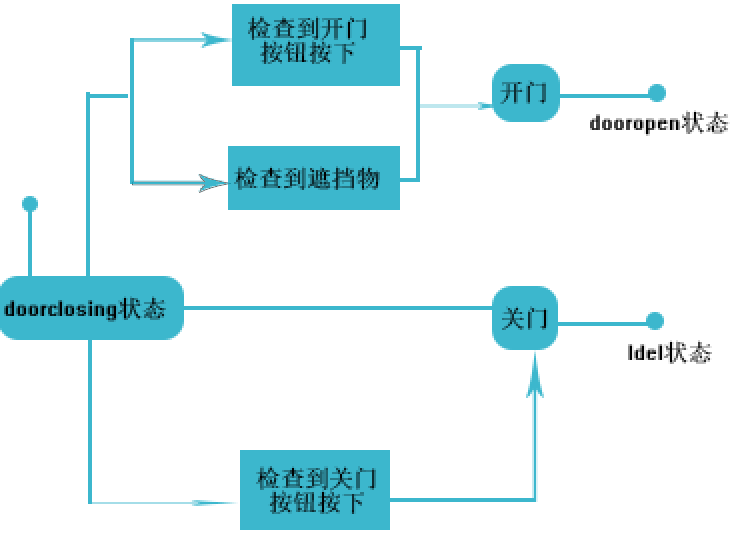 检查到开门
按钮按下
开门
dooropen状态
检查到遮挡物
doorclosing状态
关门
Idel状态
检查到关门
按钮按下